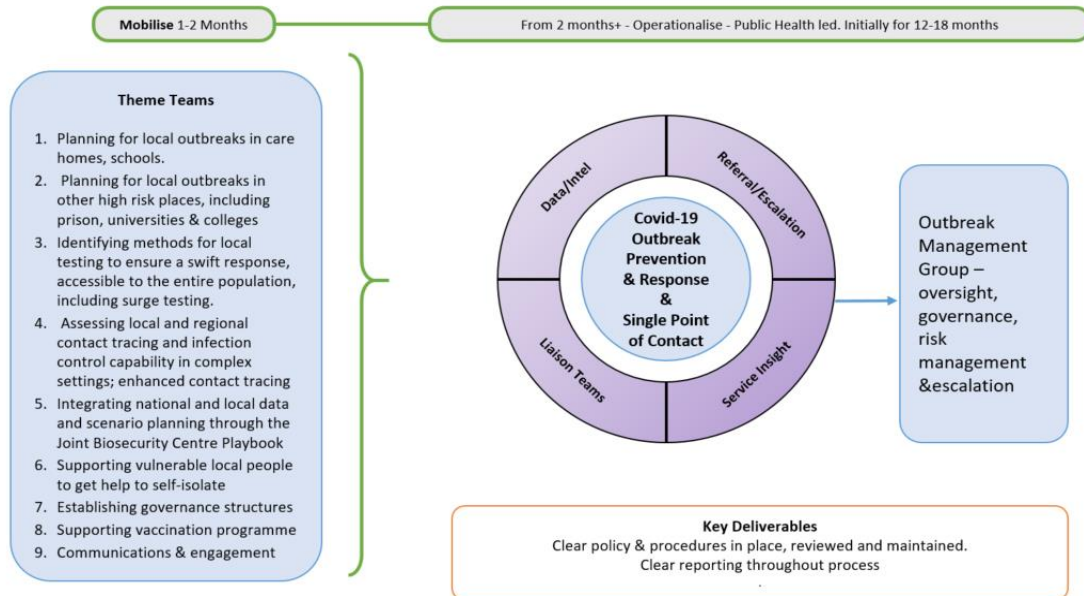 Mobilise 1-2 Months
From 2 months+ - Operationalise - Public Health led. Initially for 12-18 months
Theme Teams
1. Planning for local outbreaks in care
homes, schools.
2. Planning for local outbreaks in
other high risk places, including
prison, universities & colleges
3. Identifying methods for local
testing to ensure a swift response,
accessible to the entire population,
including surge testing.
4. Assessing local and regional
contact tracing and infection
control capability in complex
settings; enhanced contact tracing
5. Integrating national and local data
and scenario planning through the
Joint Biosecurity Centre Playbook
6. Supporting vulnerable local people
to get help to self-isolate
7. Establishing governance structures
8. Supporting vaccination programme
9. Communications & engagement
Data/Intel
Referral/Escalation
Covid-19
Outbreak
Prevention
& Response
&
Single Point
of Contact
Liaison Teams
Service Insight
Outbreak
Management
Group –
oversight,
governance,
risk
management
&escalation
Key Deliverables
Clear policy & procedures in place, reviewed and maintained.
Clear reporting throughout process
.